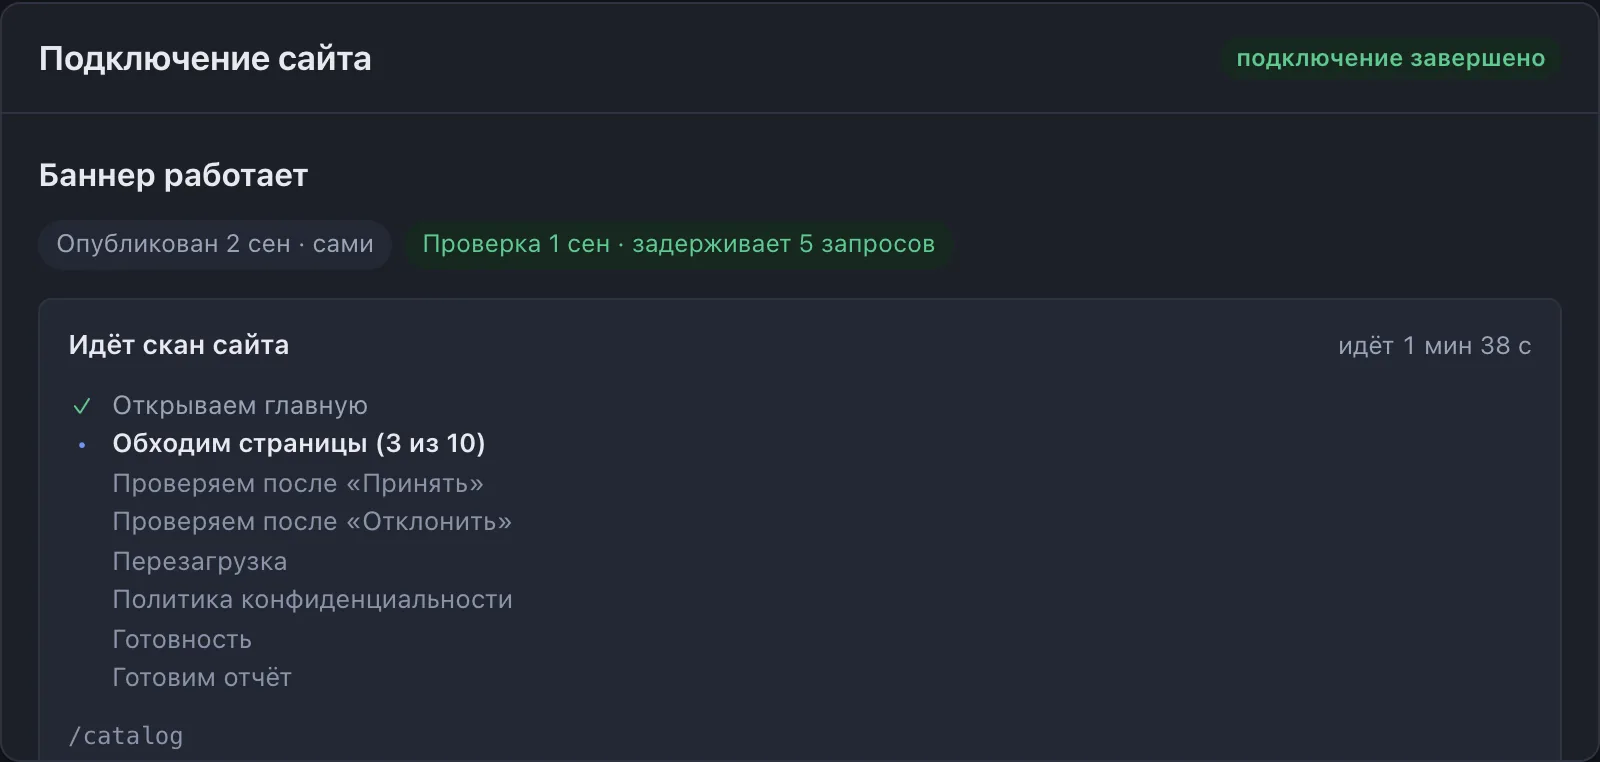 Подключение сайта
подключение завершено
Баннер работает
Опубликован 2 сен · сами
Проверка 1 сен · задерживает 5 запросов
Идёт скан сайта
идёт 1 мин 38 с
Открываем главную
Обходим страницы (3 из 10)
Проверяем после «Принять»
Проверяем после «Отклонить»
Перезагрузка
Политика конфиденциальности
Готовность
Готовим отчёт
/catalog